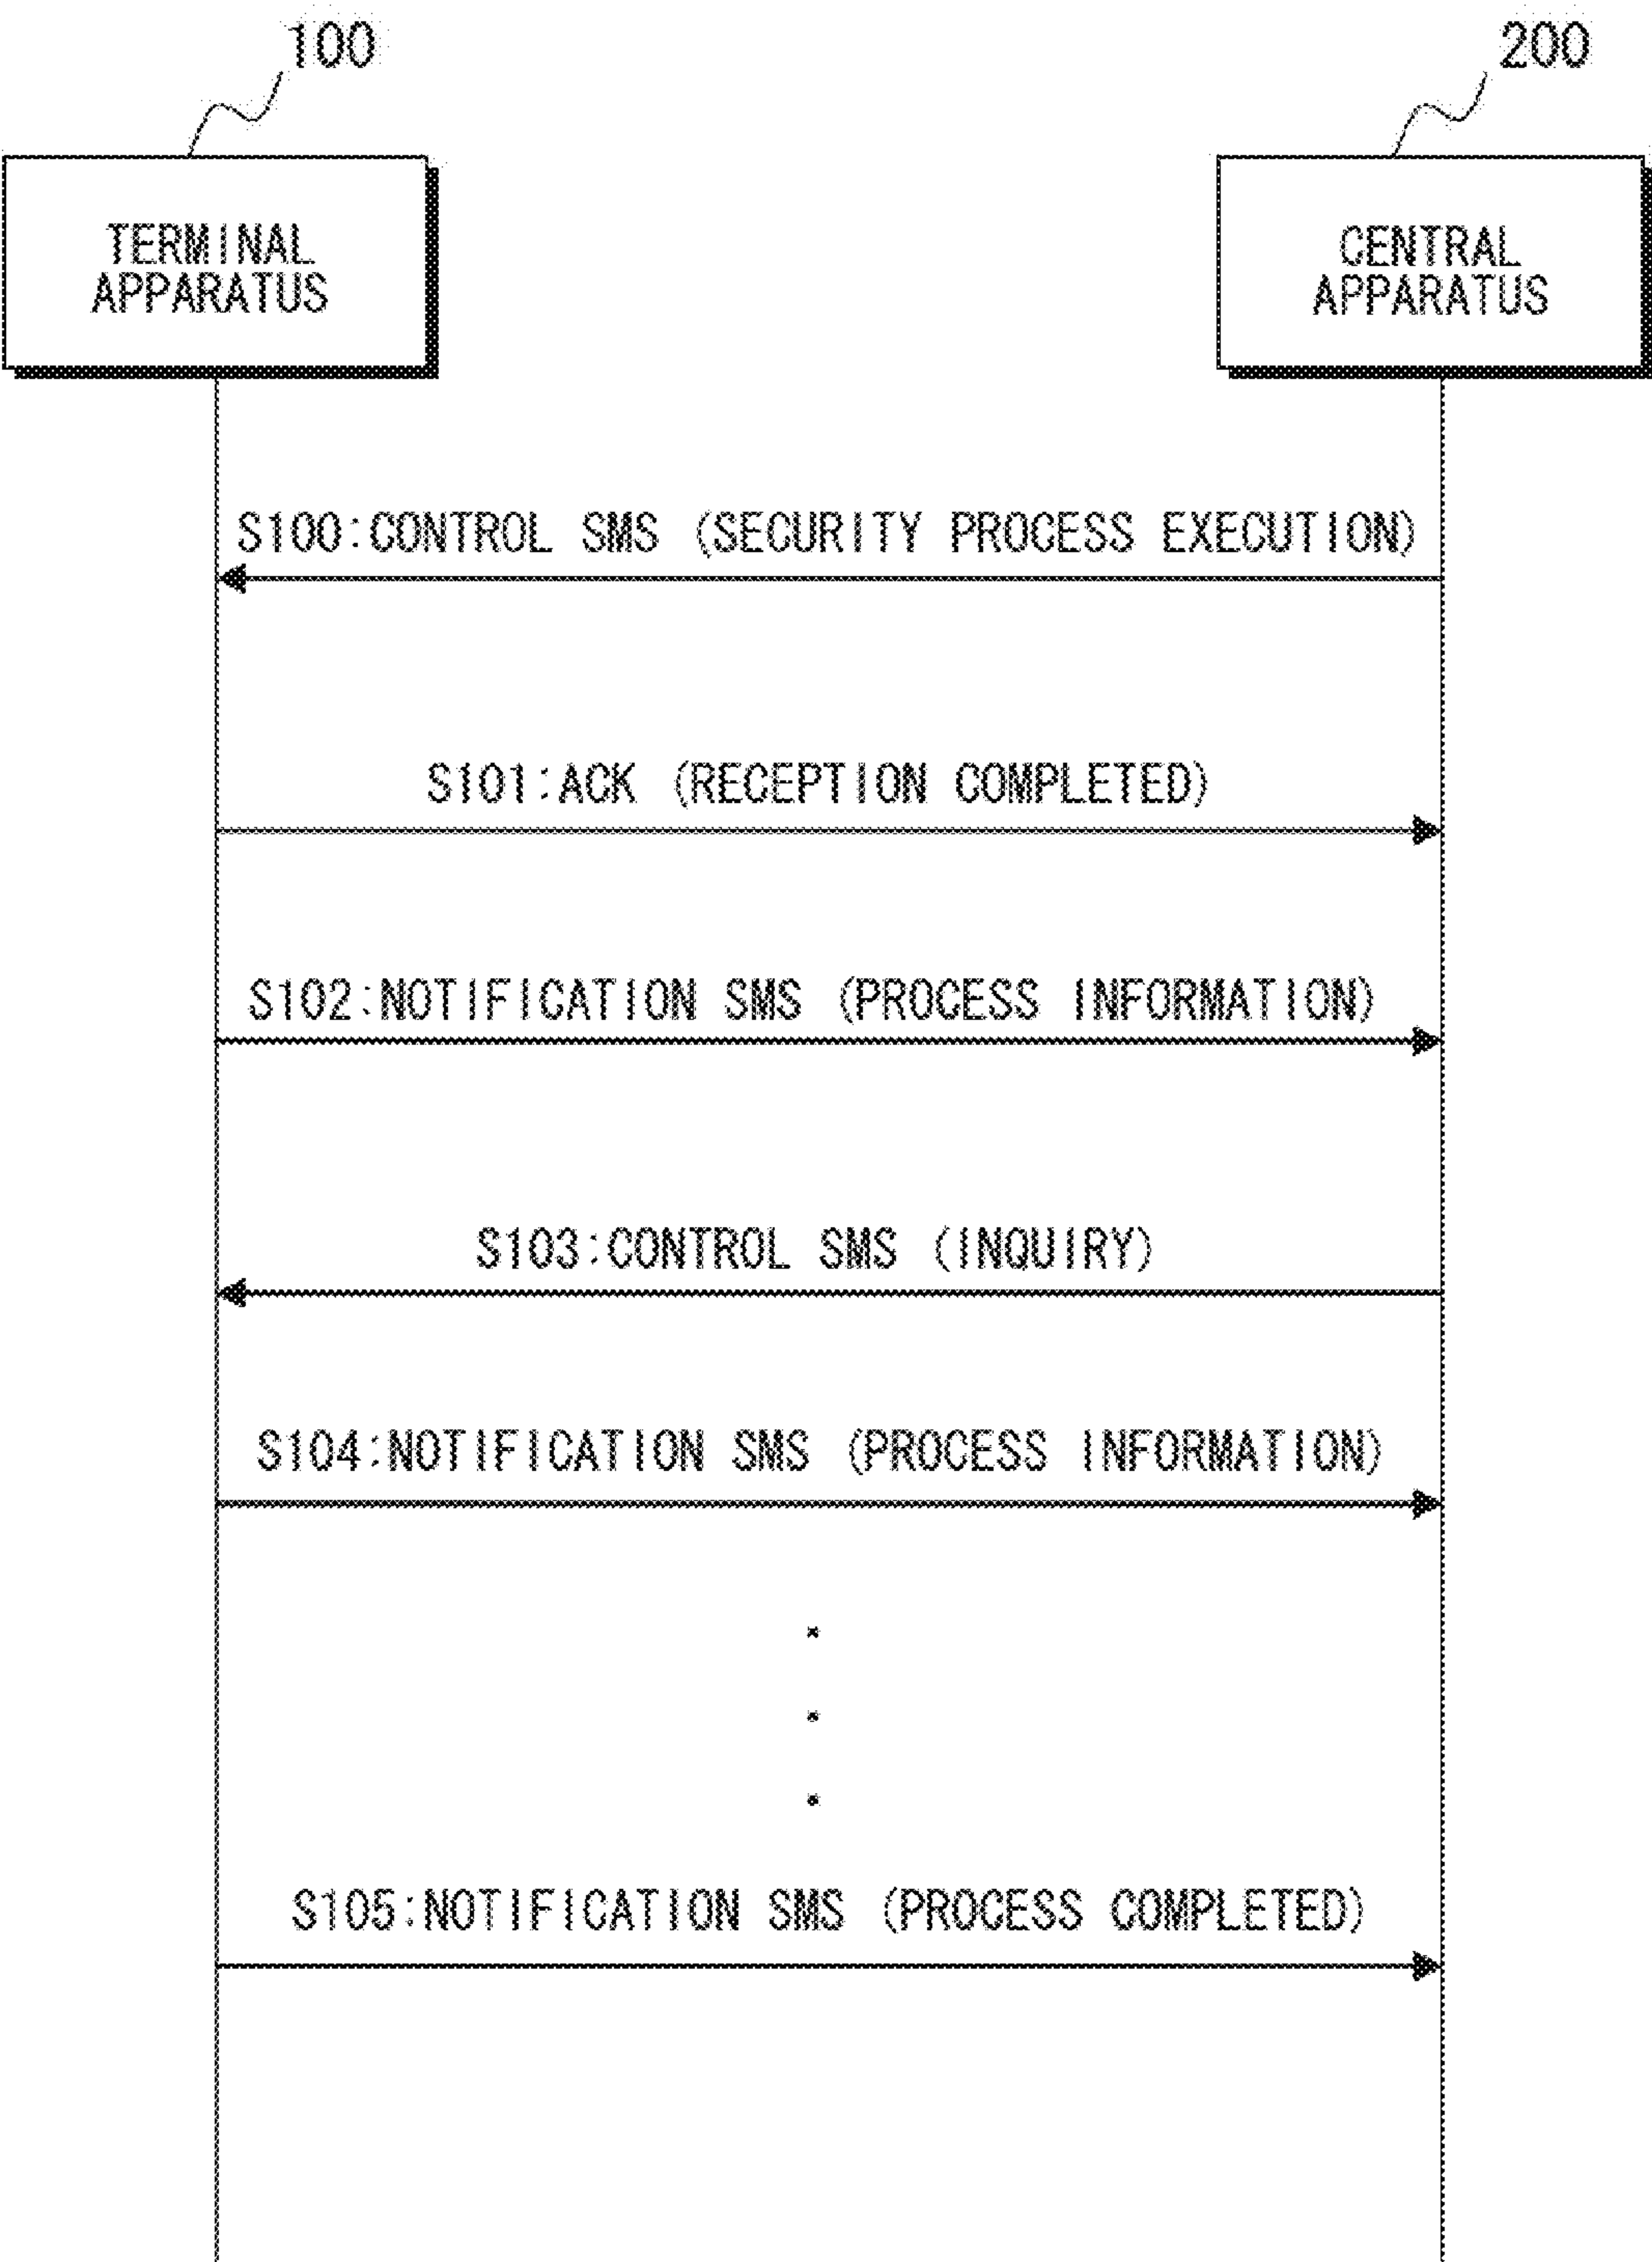 100
200
TERMINAL
APPARATUS
CENTRAL
APPARATUS
S100:CONTROL SMS (SECURITY PROCESS EXECUTION)
S101:ACK (RECEPTION COMPLETED)
S102:NOTIFICATION SMS (PROCESS INFORMATION)
S103:CONTROL SMS (INQUIRY)
S104:NOTIFICATION SMS (PROCESS INFORMATION)
S105:NOTIFICATION SMS (PROCESS COMPLETED)